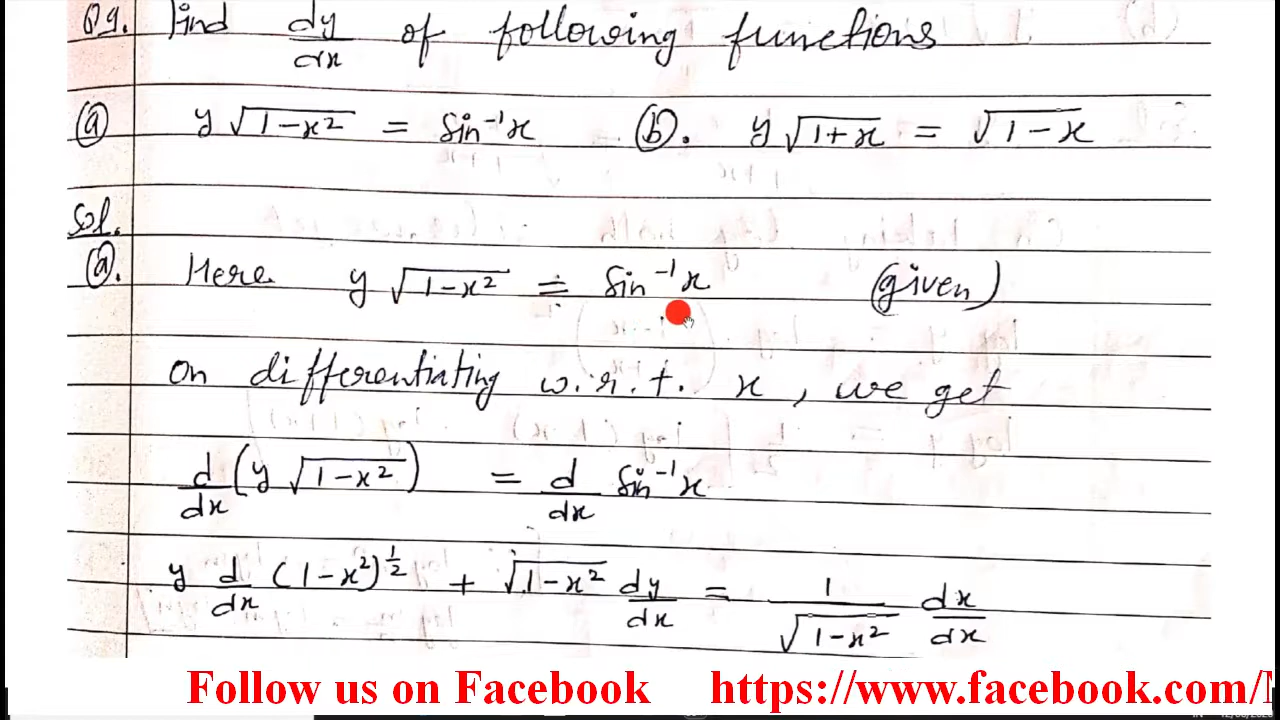 Q9. Find dy/dx of following functions
(a) y√(1-x²) = Sin⁻¹x (b). y√(1+x) = √(1-x)
Sol.
(a). Here y√(1-x²) = Sin⁻¹x (given)
On differentiating w.r.t. x, we get
d/dx (y√(1-x²)) = d/dx Sin⁻¹x
y d/dx (1-x²)^½ + √(1-x²) dy/dx = 1/√(1-x²) dx/dx
Follow us on Facebook https://www.facebook.com/